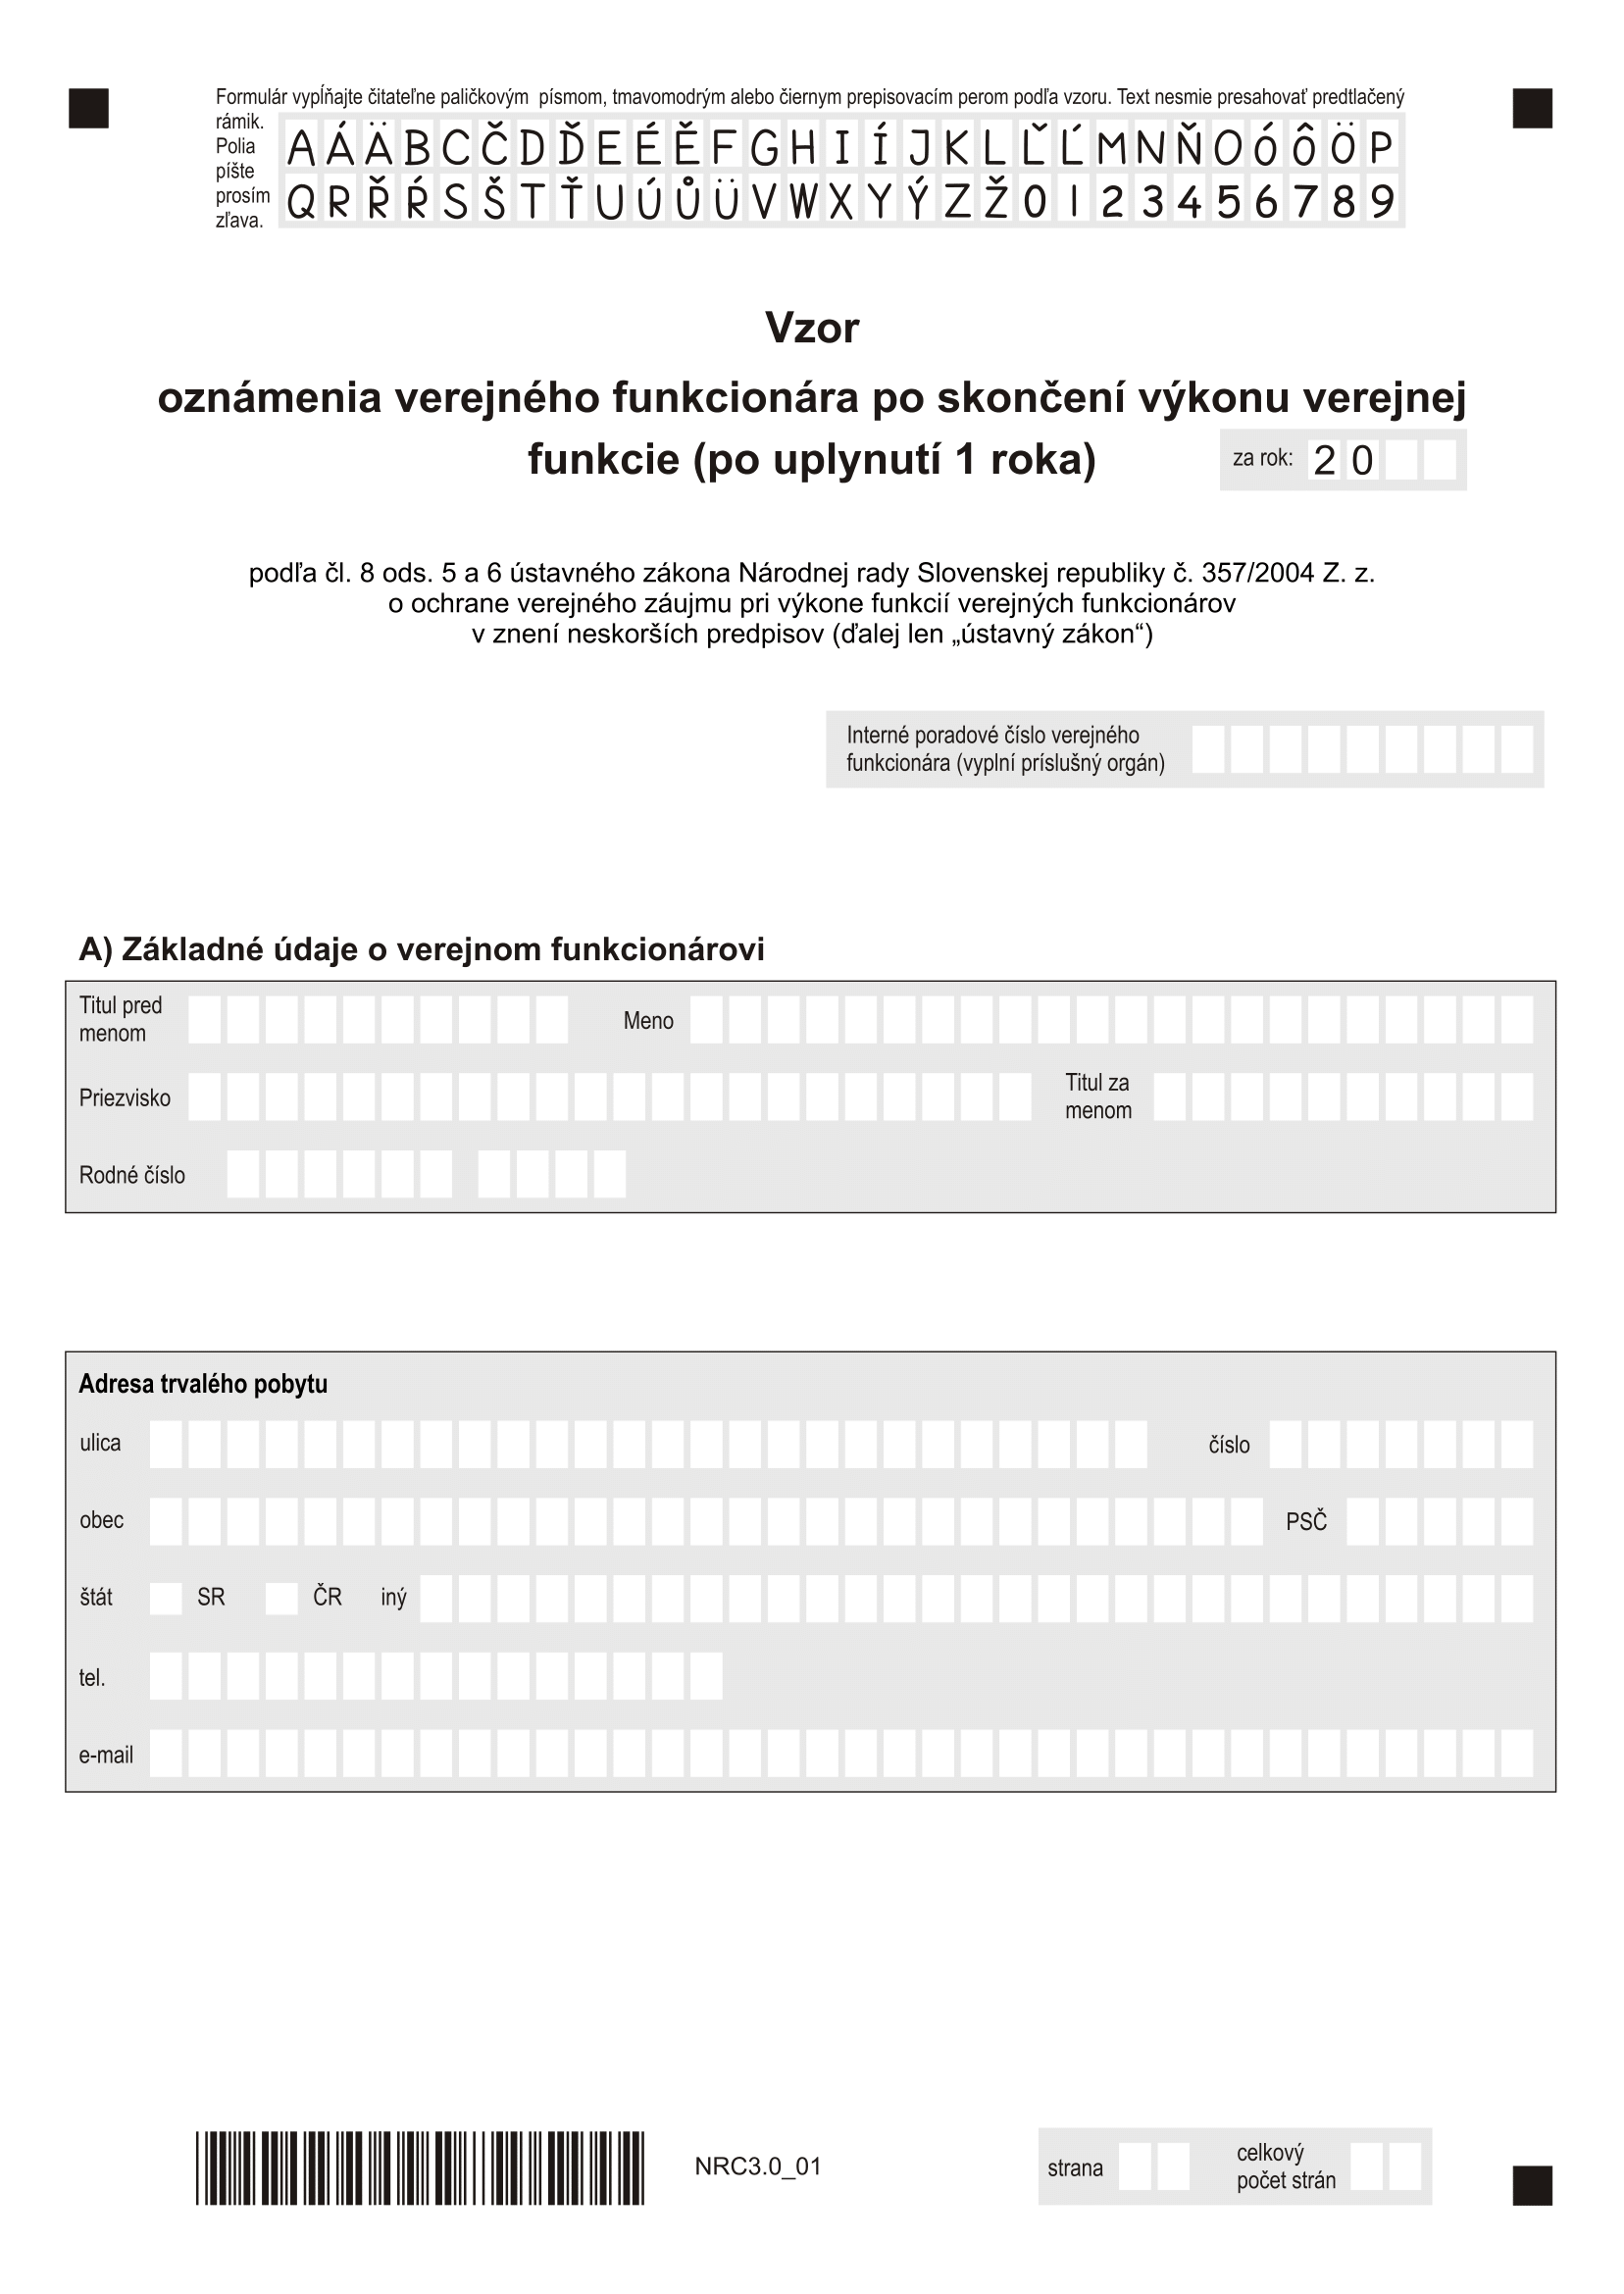 Formulár vypĺňajte čitateľne paličkovým písmom, tmavomodrým alebo čiernym prepisovacím perom podľa vzoru. Text nesmie presahovať predtlačený
rámik.
Polia
píšte
prosím
zľava.
A Á Ä B C Č D Ď E É Ě F G H I Í J K L Ľ Ĺ M N Ň O Ó Ô Ö P
Q R Ř Ŕ S Š T Ť U Ú Ů Ü V W X Y Ý Z Ž 0 1 2 3 4 5 6 7 8 9
Vzor
oznámenia verejného funkcionára po skončení výkonu verejnej
funkcie (po uplynutí 1 roka)
za rok: 2 0
podľa čl. 8 ods. 5 a 6 ústavného zákona Národnej rady Slovenskej republiky č. 357/2004 Z. z.
o ochrane verejného záujmu pri výkone funkcií verejných funkcionárov
v znení neskorších predpisov (ďalej len „ústavný zákon“)
Interné poradové číslo verejného
funkcionára (vyplní príslušný orgán)
A) Základné údaje o verejnom funkcionárovi
Titul pred
menom
Meno
Priezvisko
Titul za
menom
Rodné číslo
Adresa trvalého pobytu
ulica číslo
obec PSČ
štát SR ČR iný
tel.
e-mail
NRC3.0_01
strana
celkový
počet strán